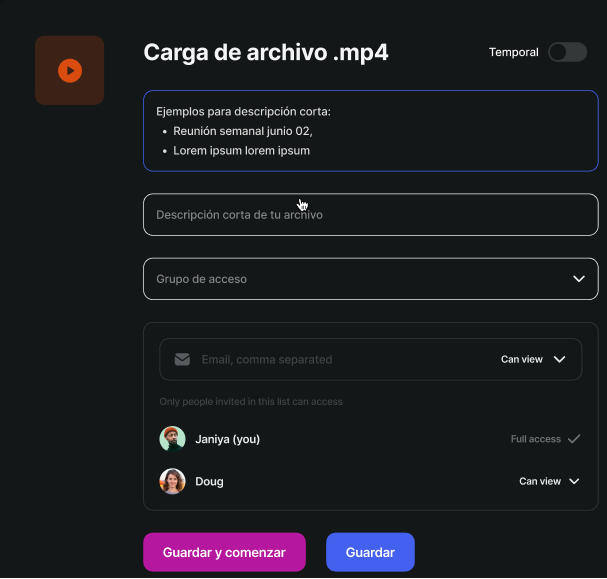 Carga de archivo .mp4
Temporal
Ejemplos para descripción corta:
• Reunión semanal junio 02,
• Lorem ipsum lorem ipsum
Descripción corta de tu archivo
Grupo de acceso
Email, comma separated
Can view
Only people invited in this list can access
Janiya (you)
Full access
Doug
Can view
Guardar y comenzar
Guardar